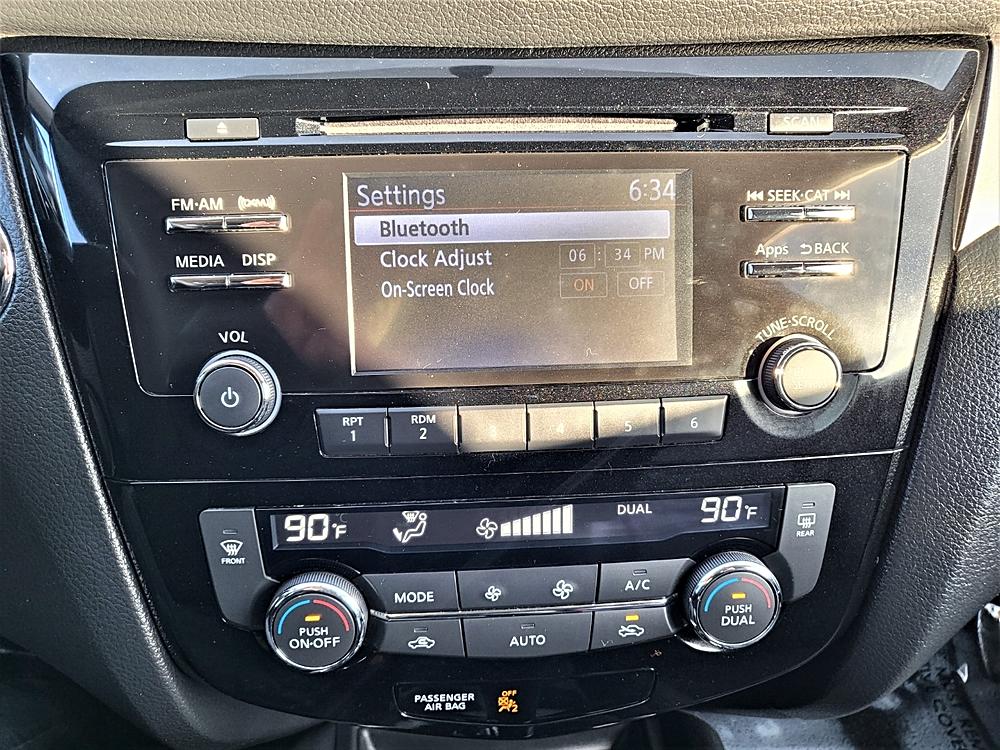 SCAN
FM·AM
MEDIA DISP
VOL
Settings 6:34
Bluetooth
Clock Adjust 06 : 34 PM
On-Screen Clock ON OFF
SEEK·CAT
Apps BACK
TUNE·SCROLL
RPT
1
RDM
2
3
4
5
6
90°F
DUAL
90°F
FRONT
REAR
MODE
A/C
AUTO
PUSH
ON·OFF
PUSH
DUAL
PASSENGER
AIR BAG
OFF
2